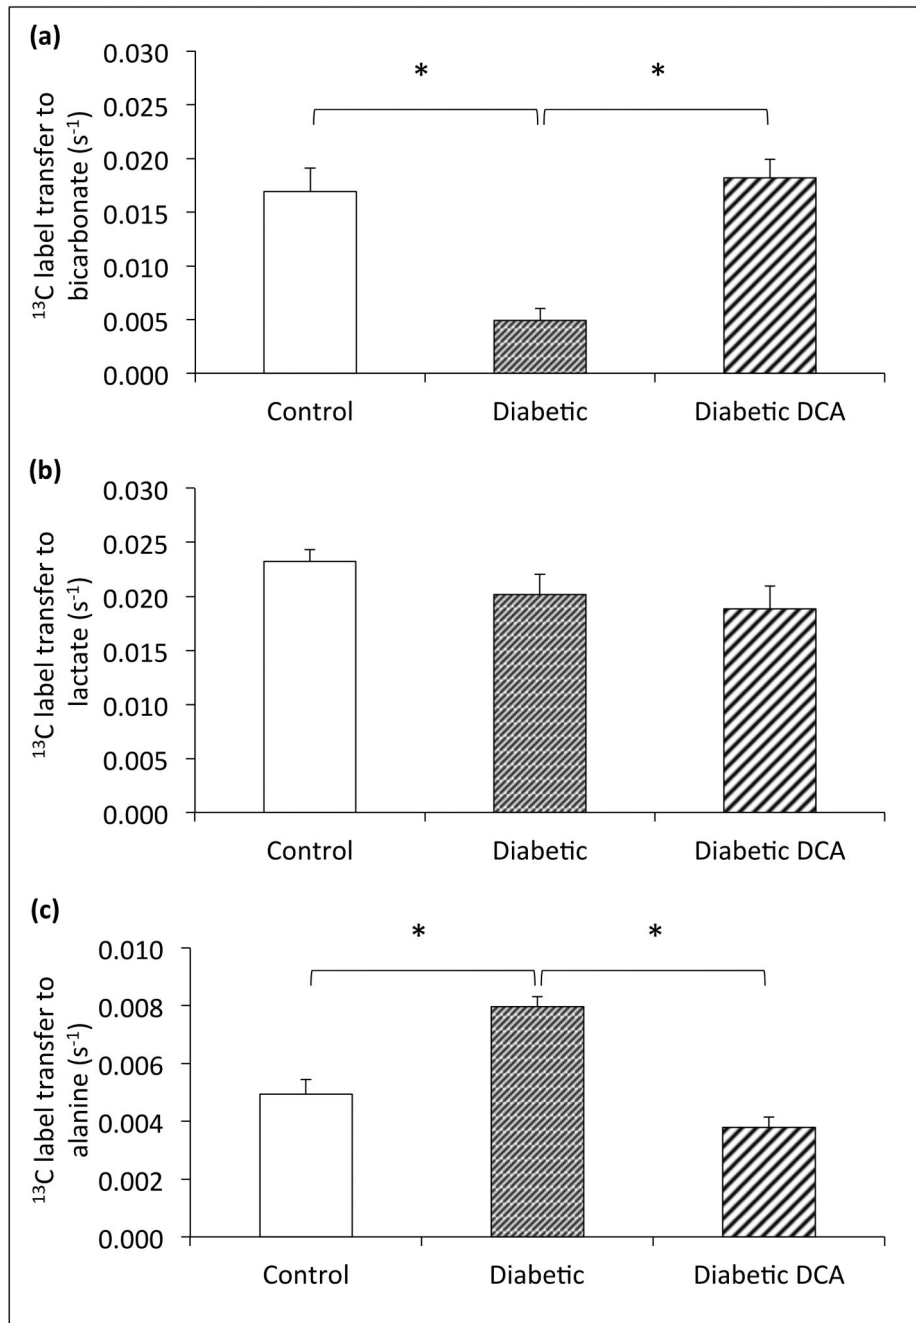 (a)
¹³C label transfer to
bicarbonate (s⁻¹)
0.030
0.025
0.020
0.015
0.010
0.005
0.000
*
*
Control Diabetic Diabetic DCA
(b)
¹³C label transfer to
lactate (s⁻¹)
0.030
0.025
0.020
0.015
0.010
0.005
0.000
Control Diabetic Diabetic DCA
(c)
¹³C label transfer to
alanine (s⁻¹)
0.010
0.008
0.006
0.004
0.002
0.000
*
*
Control Diabetic Diabetic DCA